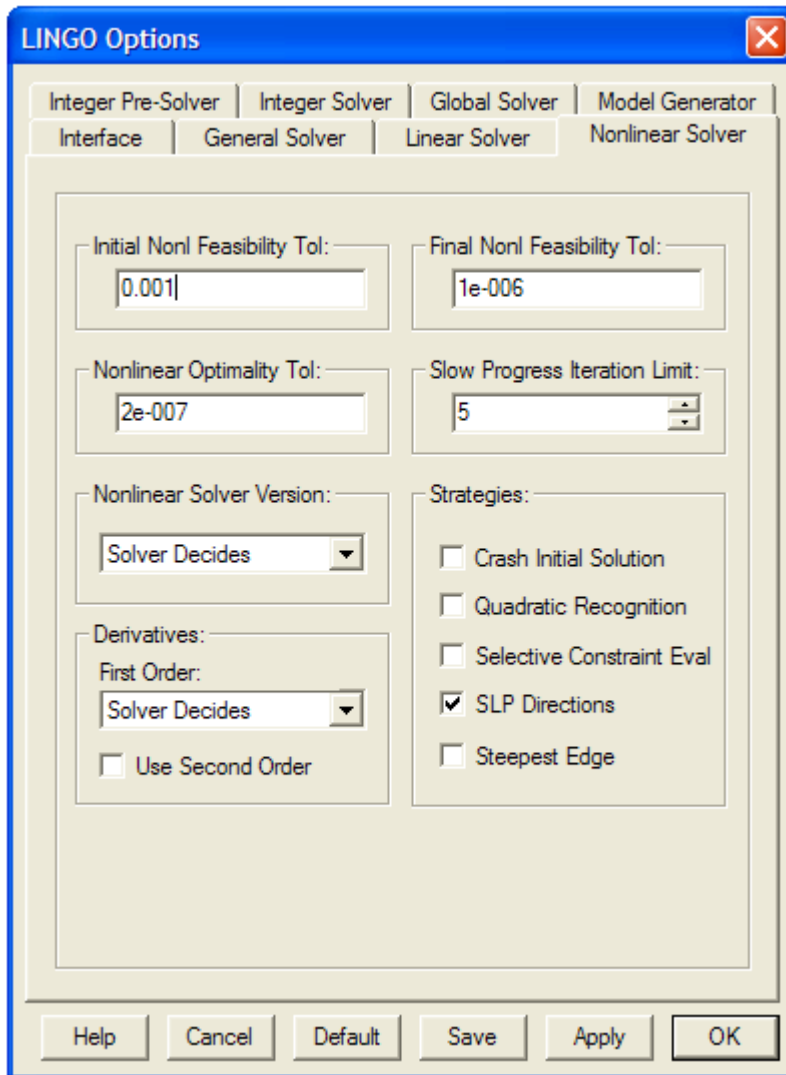 LINGO Options
Integer Pre-Solver Integer Solver Global Solver Model Generator
Interface General Solver Linear Solver Nonlinear Solver
Initial Nonl Feasibility Tol: Final Nonl Feasibility Tol:
0.001 1e-006
Nonlinear Optimality Tol: Slow Progress Iteration Limit:
2e-007 5
Nonlinear Solver Version: Strategies:
Solver Decides
Crash Initial Solution
Quadratic Recognition
Selective Constraint Eval
SLP Directions
Steepest Edge
Derivatives:
First Order:
Solver Decides
Use Second Order
Help Cancel Default Save Apply OK